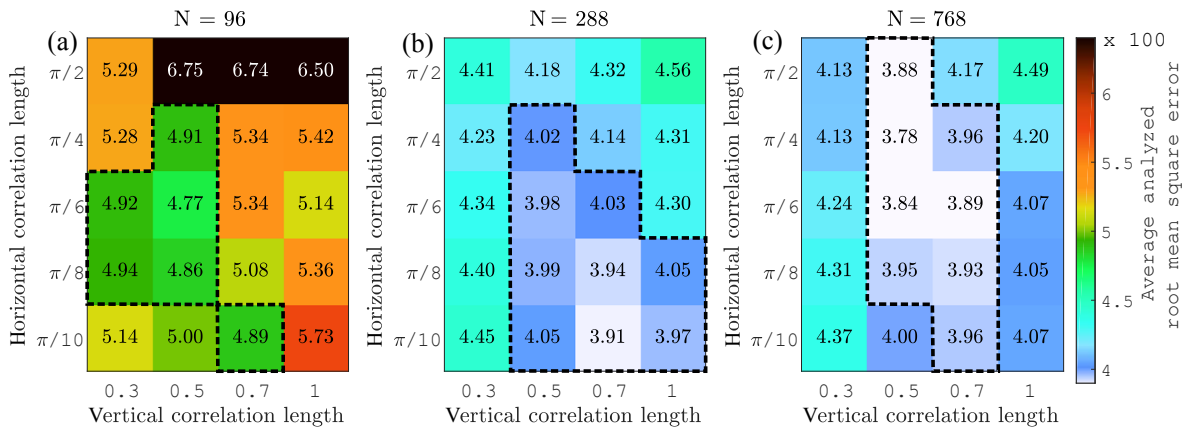 N = 96
N = 288
N = 768
(a)
(b)
(c)
Horizontal correlation length
π/2
5.29 6.75 6.74 6.50
π/4
5.28 4.91 5.34 5.42
π/6
4.92 4.77 5.34 5.14
π/8
4.94 4.86 5.08 5.36
π/10
5.14 5.00 4.89 5.73
0.3 0.5 0.7 1
Vertical correlation length
Horizontal correlation length
π/2
4.41 4.18 4.32 4.56
π/4
4.23 4.02 4.14 4.31
π/6
4.34 3.98 4.03 4.30
π/8
4.40 3.99 3.94 4.05
π/10
4.45 4.05 3.91 3.97
0.3 0.5 0.7 1
Vertical correlation length
Horizontal correlation length
π/2
4.13 3.88 4.17 4.49
π/4
4.13 3.78 3.96 4.20
π/6
4.24 3.84 3.89 4.07
π/8
4.31 3.95 3.93 4.05
π/10
4.37 4.00 3.96 4.07
0.3 0.5 0.7 1
Vertical correlation length
x 100
5.5
5
4.5
4
Average analyzed
root mean square error